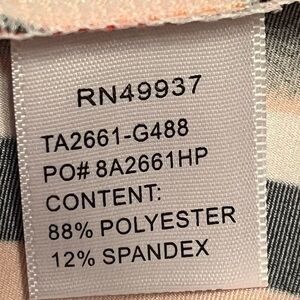 RN49937
TA2661-G488
PO# 8A2661HP
CONTENT:
88% POLYESTER
12% SPANDEX